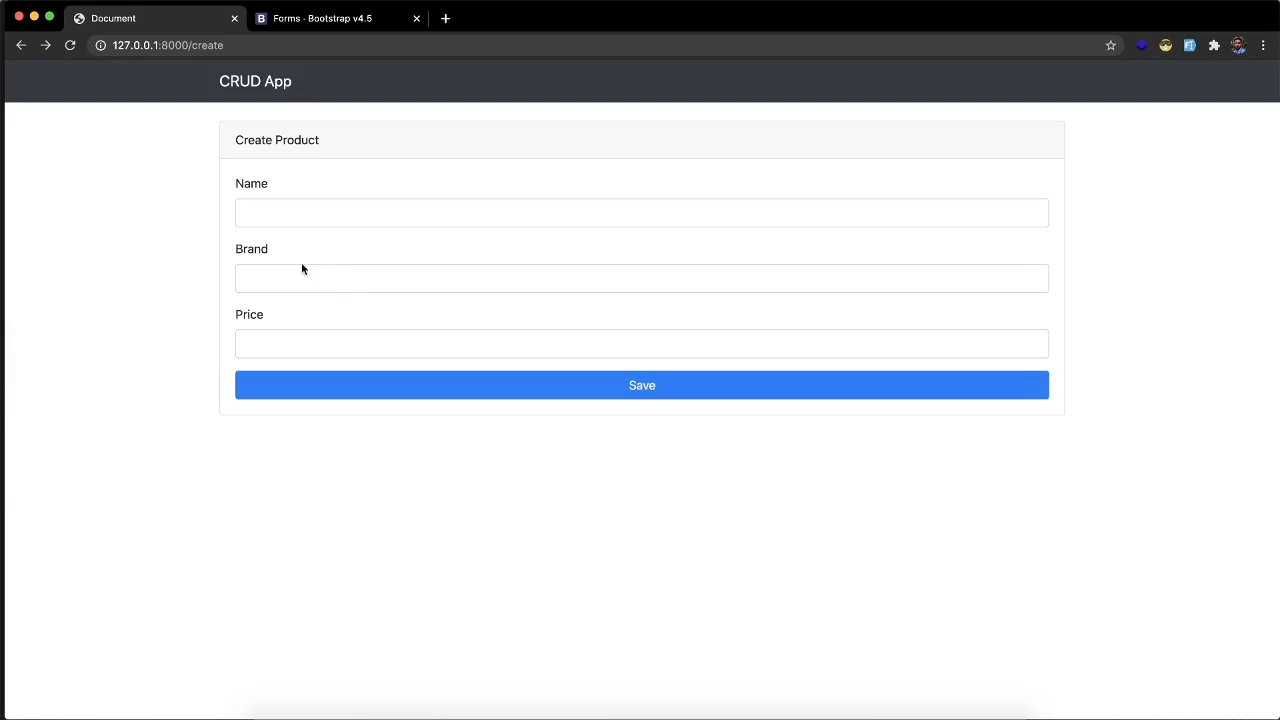 Document
B Forms · Bootstrap v4.5
127.0.0.1:8000/create
CRUD App
Create Product
Name
Brand
Price
Save